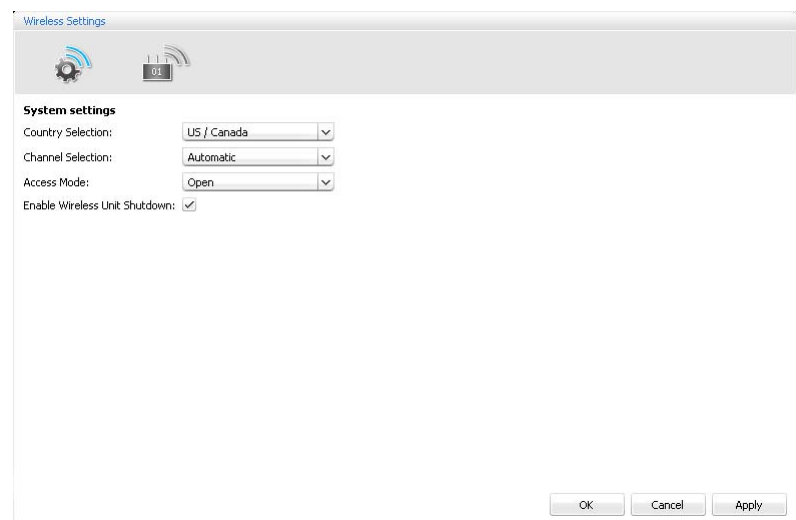 Wireless Settings
01
System settings
Country Selection: US / Canada
Channel Selection: Automatic
Access Mode: Open
Enable Wireless Unit Shutdown:
OK Cancel Apply